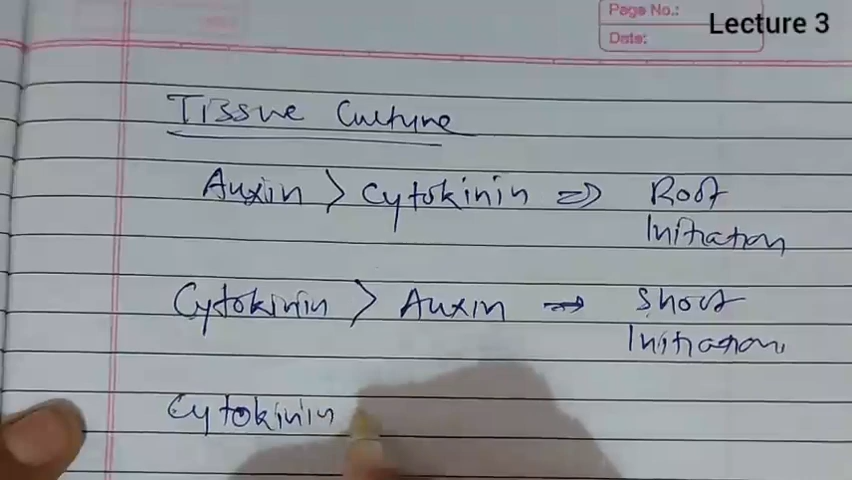 Page No.:
Date:
Lecture 3
Tissue Culture
Auxin > Cytokinin ⇒ Root
Initiation
Cytokinin > Auxin → Shoot
Initiation.
Cytokinin